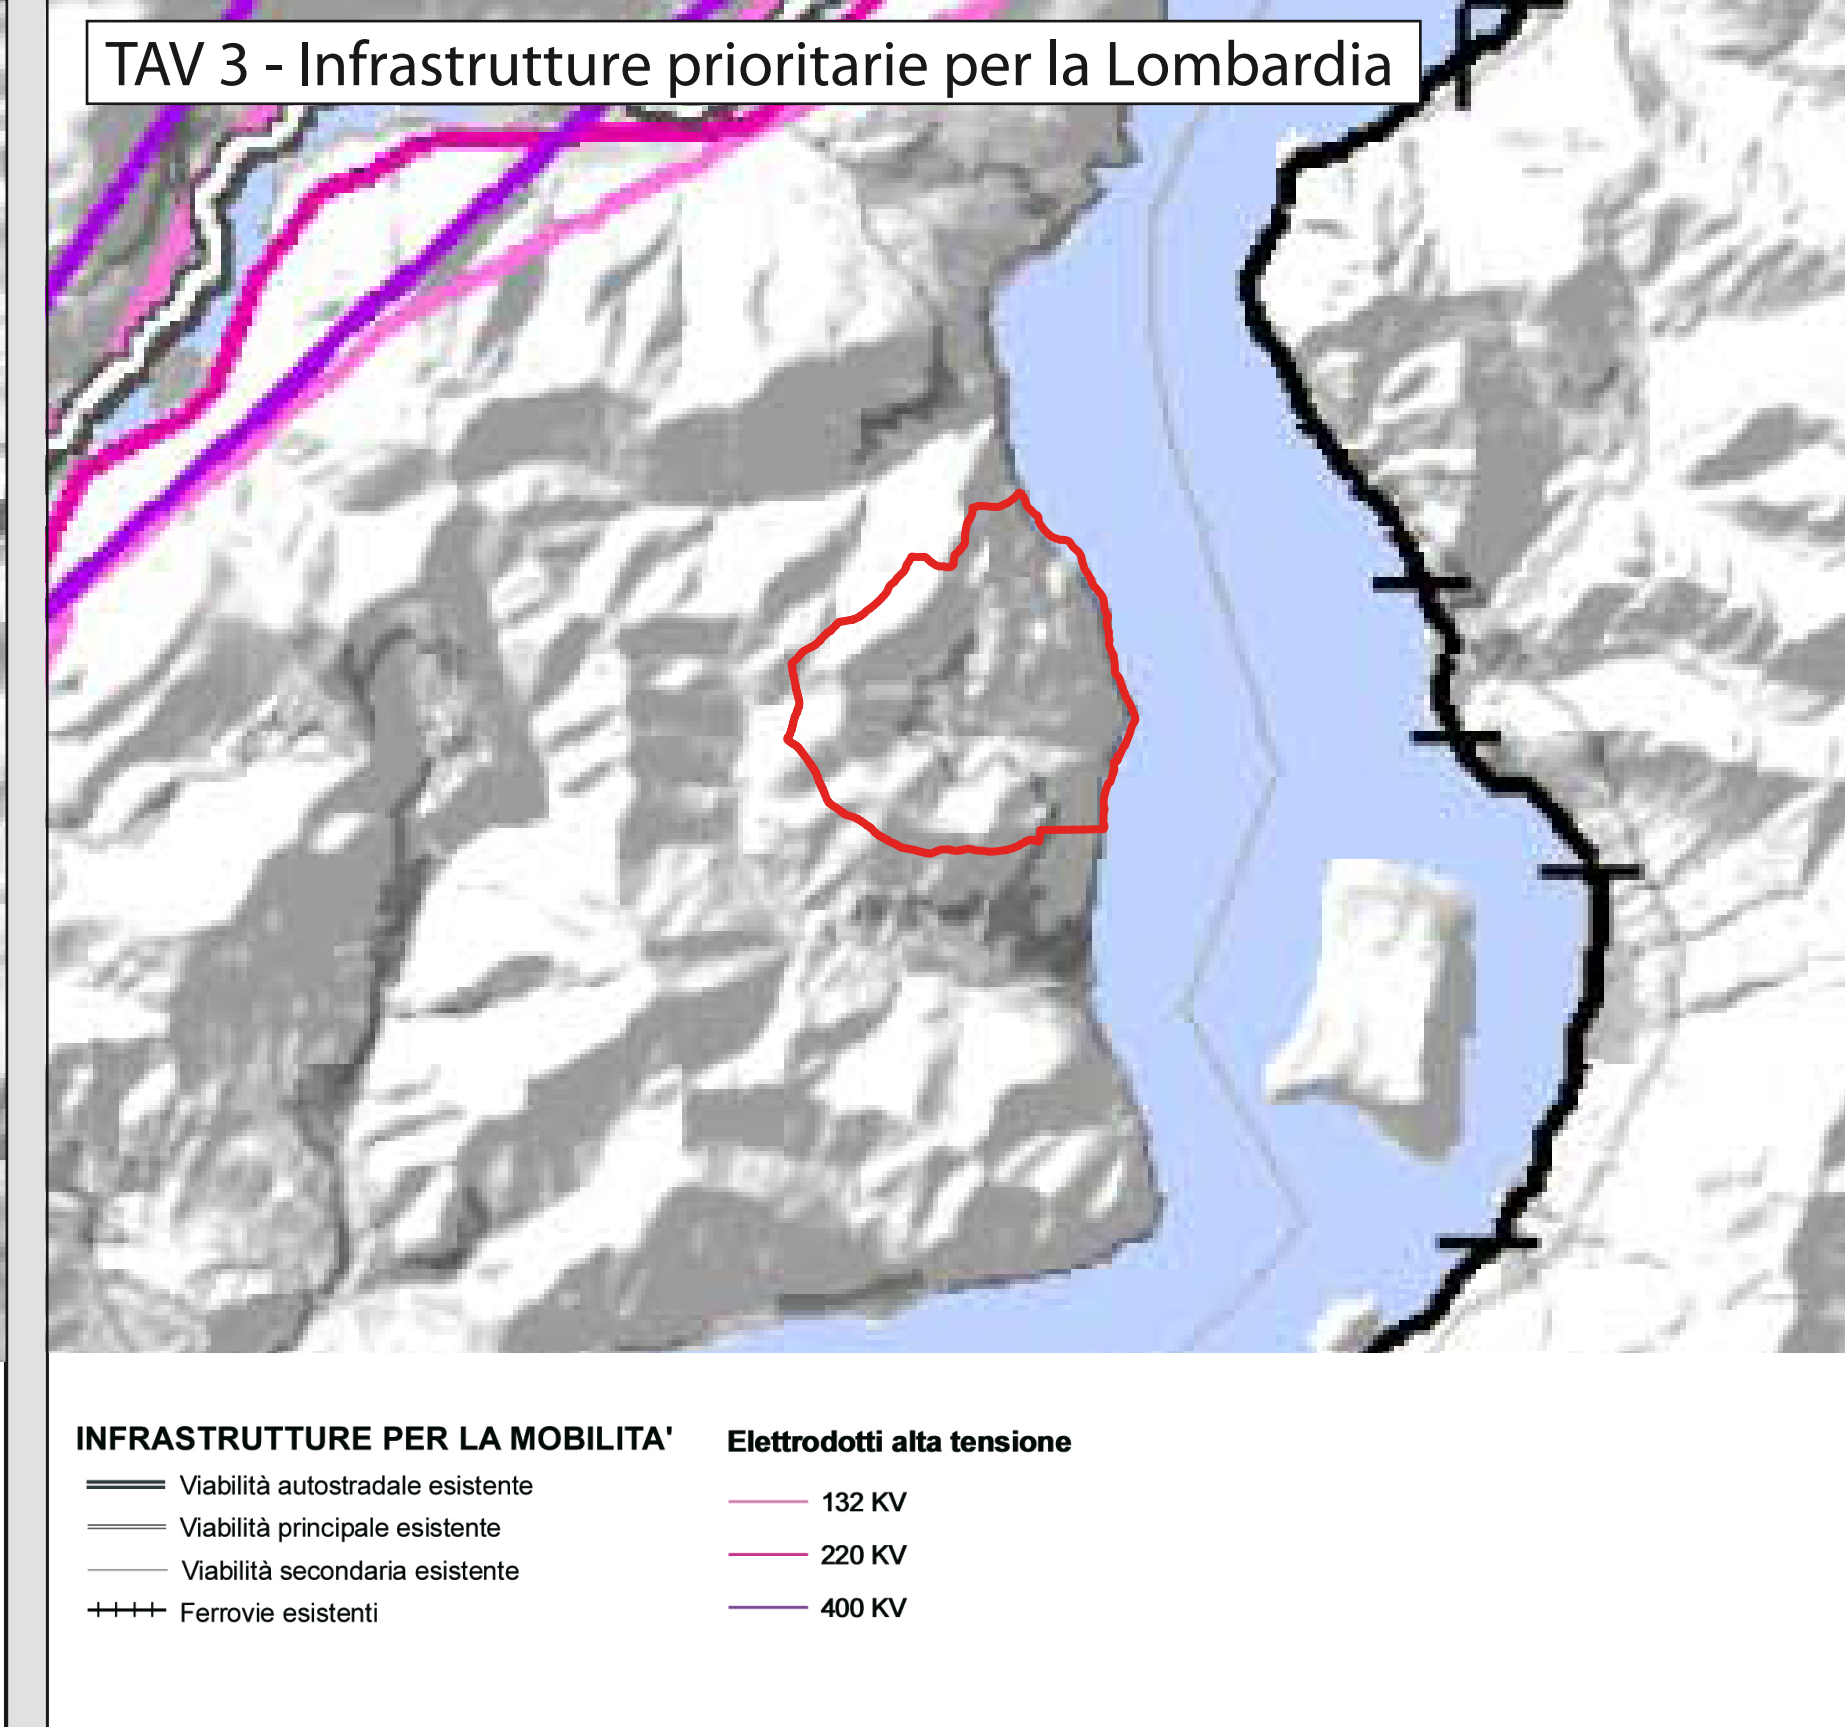 TAV 3 - Infrastrutture prioritarie per la Lombardia
INFRASTRUTTURE PER LA MOBILITA'
Viabilità autostradale esistente
Viabilità principale esistente
Viabilità secondaria esistente
Ferrovie esistenti
Elettrodotti alta tensione
132 KV
220 KV
400 KV